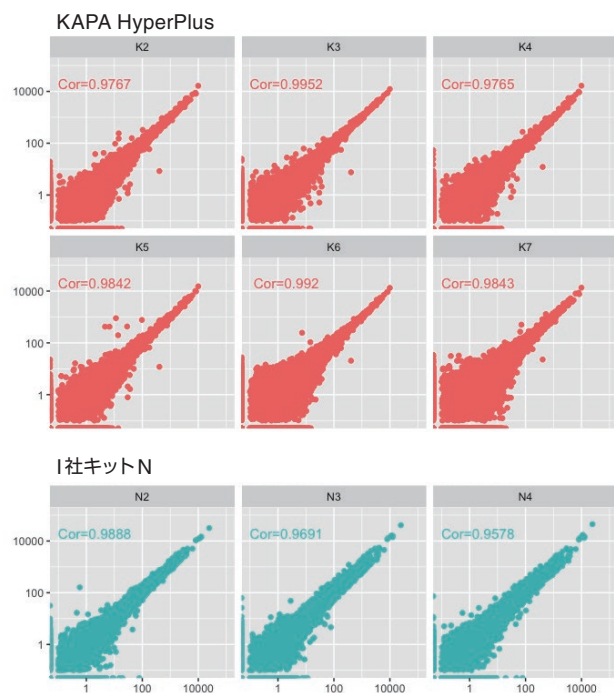 KAPA HyperPlus
K2 K3 K4
Cor=0.9767 Cor=0.9952 Cor=0.9765
10000
100
1
K5 K6 K7
Cor=0.9842 Cor=0.992 Cor=0.9843
10000
100
1
I社キットN
N2 N3 N4
Cor=0.9888 Cor=0.9691 Cor=0.9578
10000
100
1
1 100 10000 1 100 10000 1 100 10000